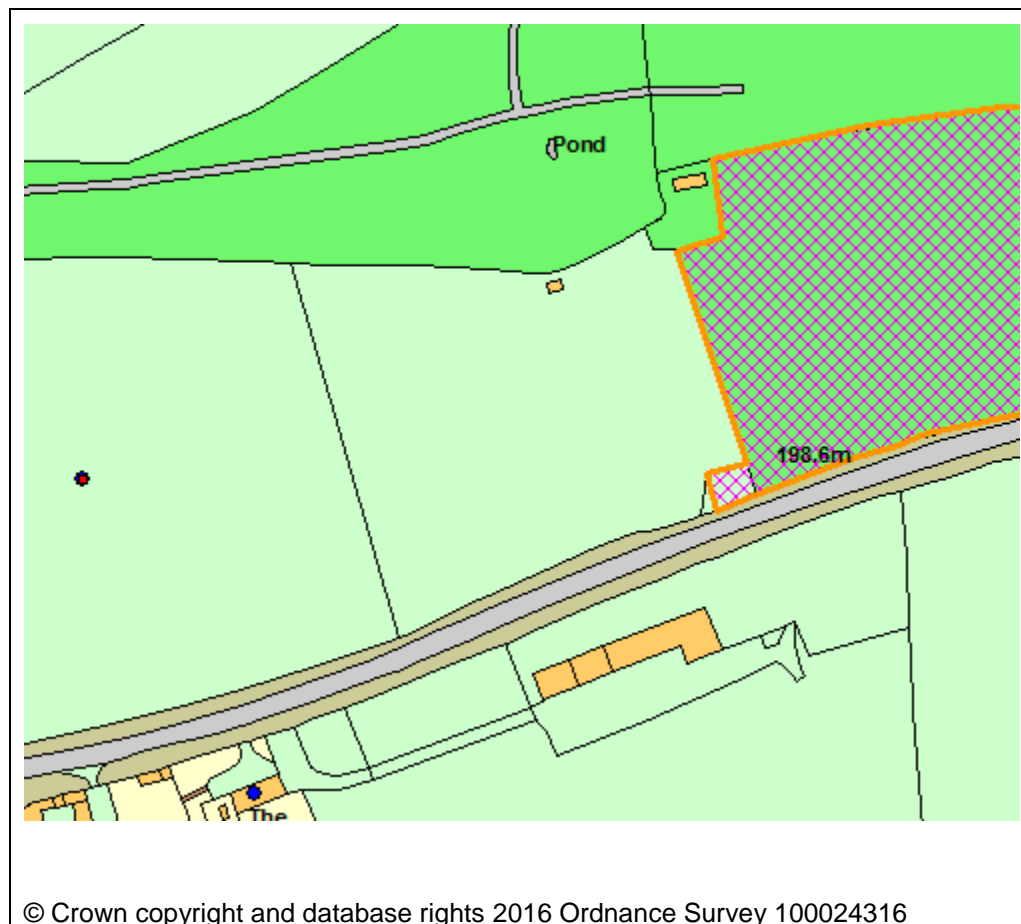 Pond
198.6m
The
© Crown copyright and database rights 2016 Ordnance Survey 100024316